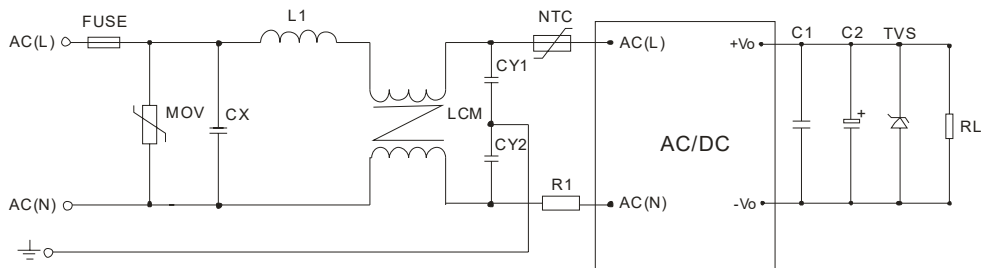 FUSE
L1
NTC
AC(L)
AC(L)
+Vo
C1
C2
TVS
CY1
MOV
CX
LCM
+
CY2
AC/DC
RL
R1
AC(N)
AC(N)
-Vo